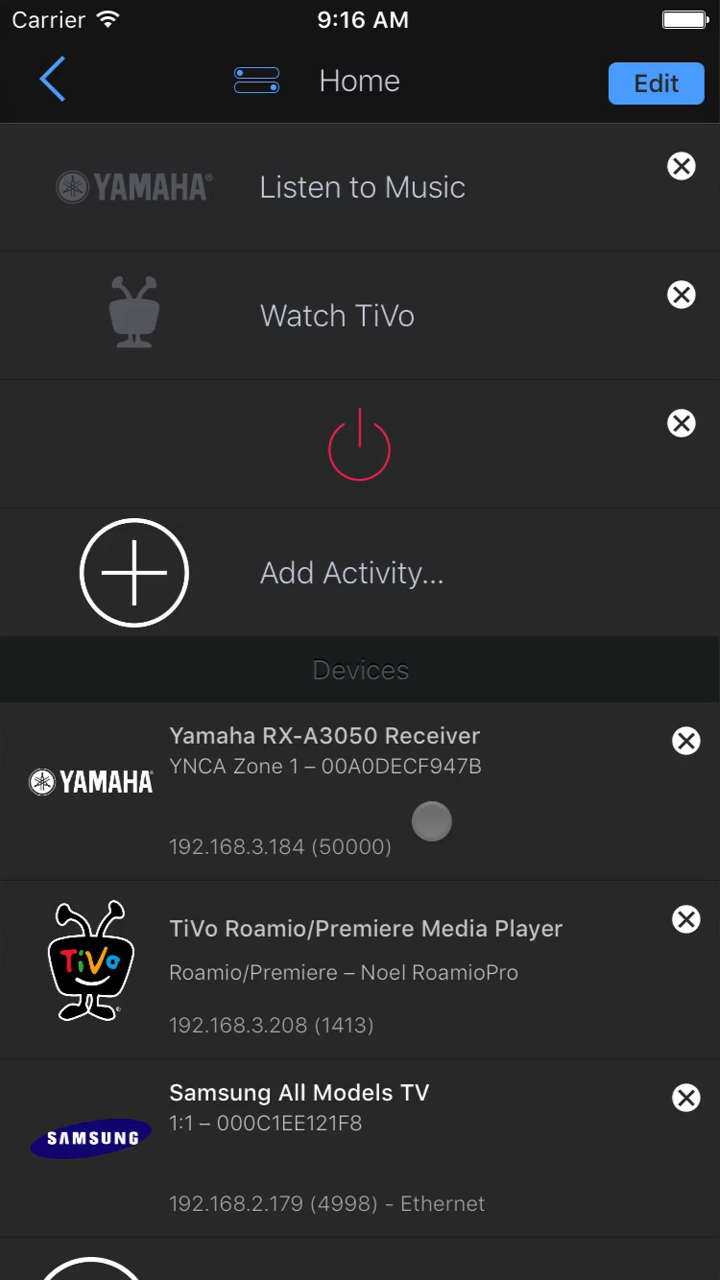 Carrier 9:16 AM
Home Edit
YAMAHA® Listen to Music
Watch TiVo
Add Activity...
Devices
Yamaha RX-A3050 Receiver
YNCA Zone 1 – 00A0DECF947B
YAMAHA
192.168.3.184 (50000)
TiVo Roamio/Premiere Media Player
TiVo
Roamio/Premiere – Noel RoamioPro
192.168.3.208 (1413)
Samsung All Models TV
1:1 – 000C1EE121F8
SAMSUNG
192.168.2.179 (4998) - Ethernet